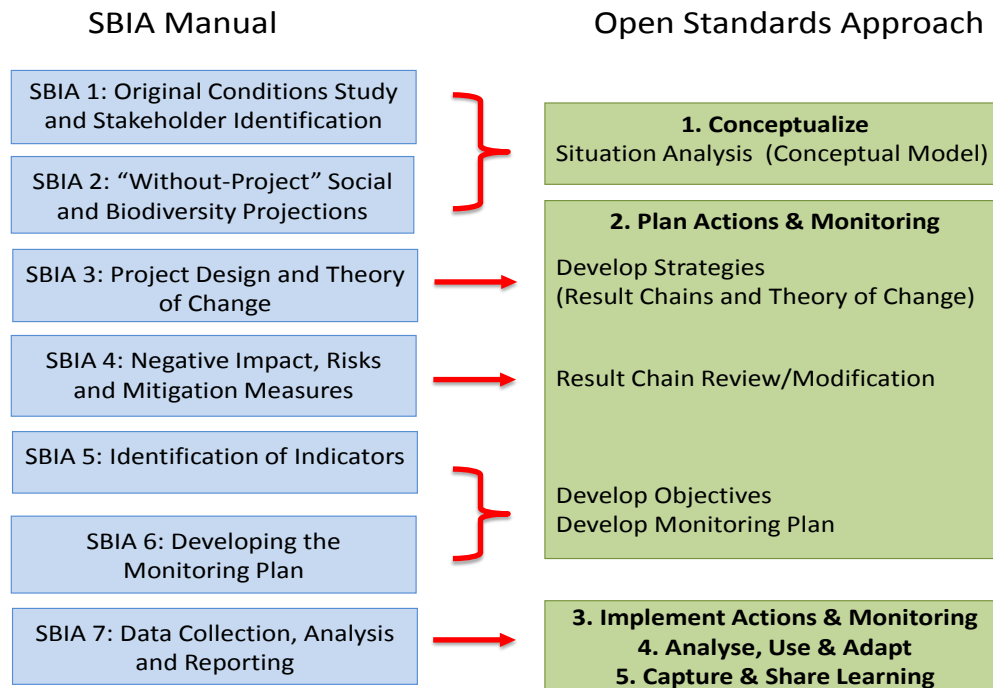 SBIA Manual
Open Standards Approach
SBIA 1: Original Conditions Study
and Stakeholder Identification
SBIA 2: “Without-Project” Social
and Biodiversity Projections
SBIA 3: Project Design and Theory
of Change
SBIA 4: Negative Impact, Risks
and Mitigation Measures
SBIA 5: Identification of Indicators
SBIA 6: Developing the
Monitoring Plan
SBIA 7: Data Collection, Analysis
and Reporting
1. Conceptualize
Situation Analysis (Conceptual Model)
2. Plan Actions & Monitoring
Develop Strategies
(Result Chains and Theory of Change)
Result Chain Review/Modification
Develop Objectives
Develop Monitoring Plan
3. Implement Actions & Monitoring
4. Analyse, Use & Adapt
5. Capture & Share Learning